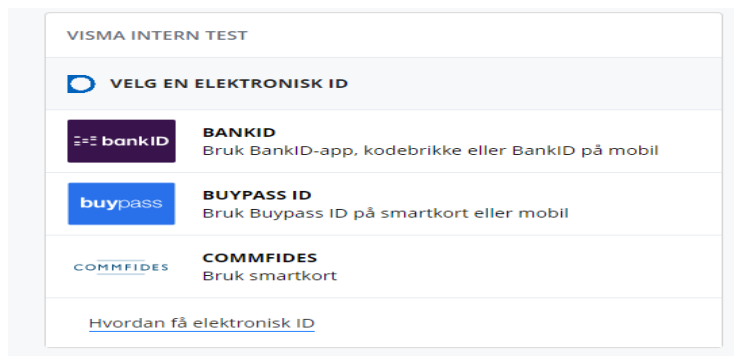 VISMA INTERN TEST
VELG EN ELEKTRONISK ID
bankID
BANKID
Bruk BankID-app, kodebrikke eller BankID på mobil
buypass
BUYPASS ID
Bruk Buypass ID på smartkort eller mobil
COMMFIDES
COMMFIDES
Bruk smartkort
Hvordan få elektronisk ID